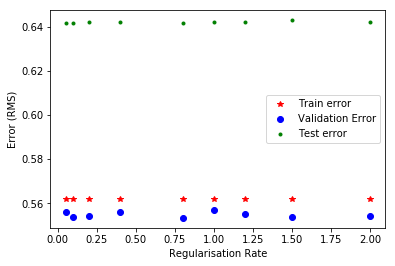 0.64
0.62
0.60
0.58
0.56
Error (RMS)
Train error
Validation Error
Test error
0.00 0.25 0.50 0.75 1.00 1.25 1.50 1.75 2.00
Regularisation Rate